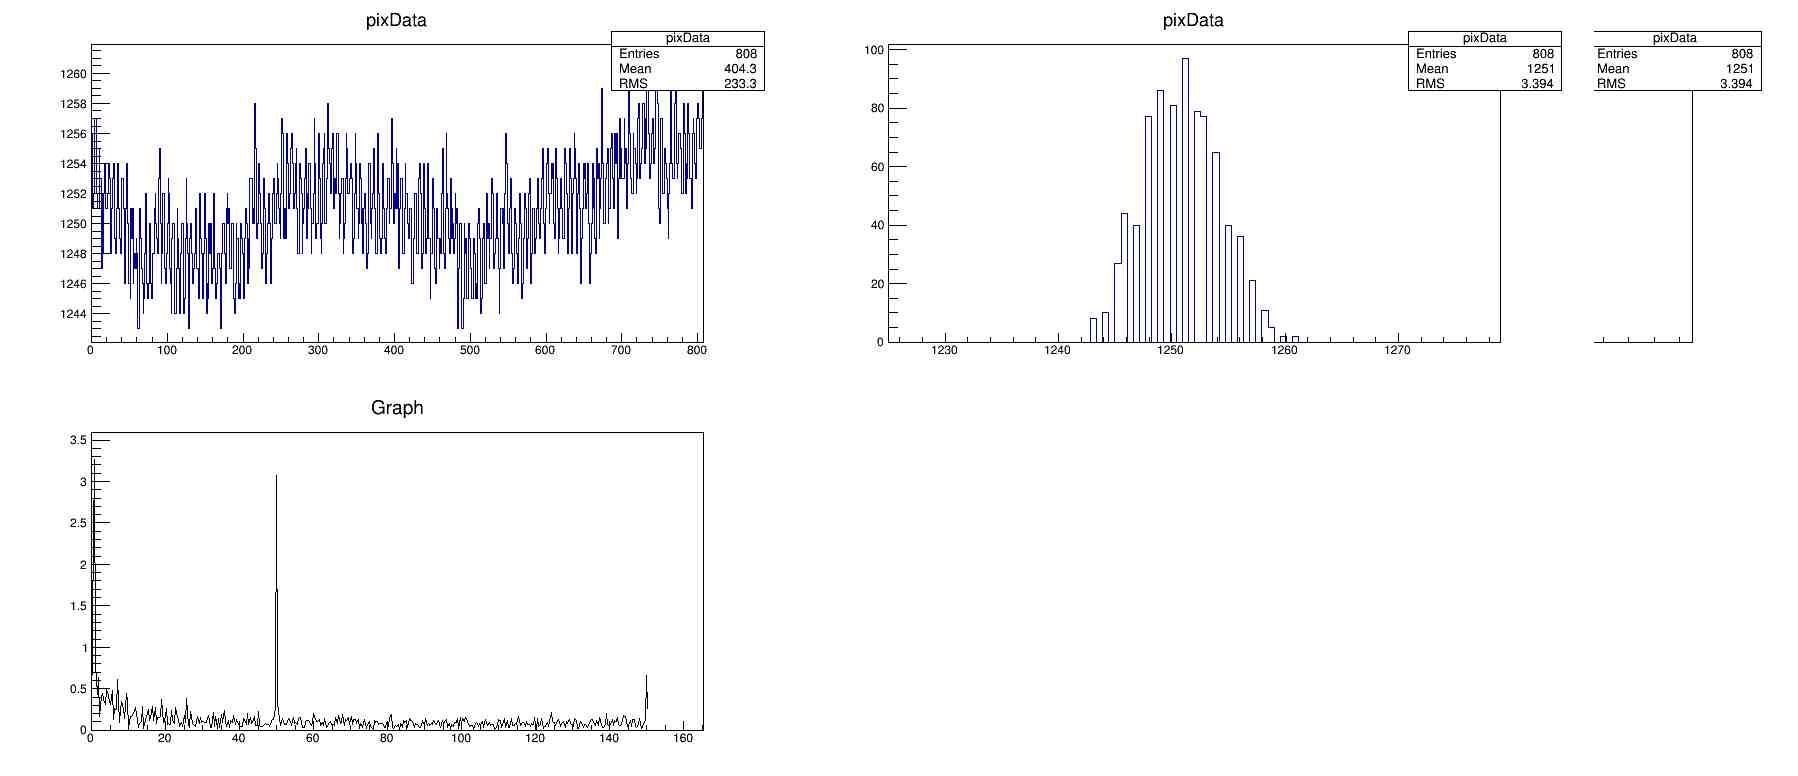 pixData
pixData
Entries 808
Mean 404.3
RMS 233.3
1260
1258
1256
1254
1252
1250
1248
1246
1244
0 100 200 300 400 500 600 700 800
pixData
pixData
Entries 808
Mean 1251
RMS 3.394
100
80
60
40
20
0
1230 1240 1250 1260 1270
pixData
Entries 808
Mean 1251
RMS 3.394
Graph
3.5
3
2.5
2
1.5
1
0.5
0
0 20 40 60 80 100 120 140 160